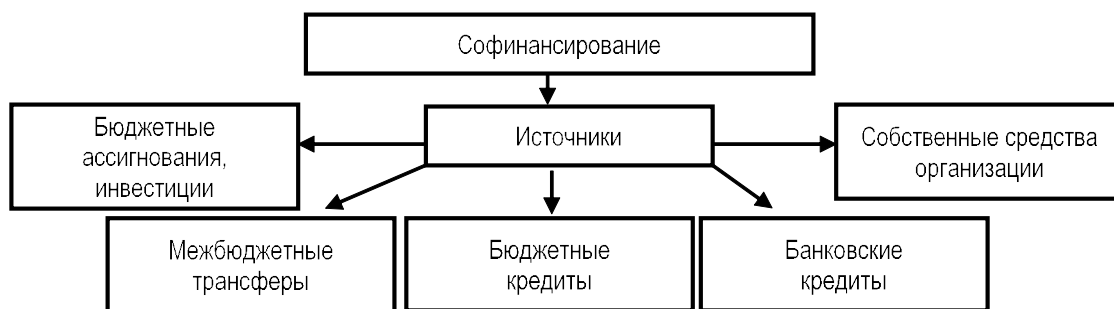 Софинансирование
Бюджетные
ассигнования,
инвестиции
Источники
Собственные средства
организации
Межбюджетные
трансферы
Бюджетные
кредиты
Банковские
кредиты